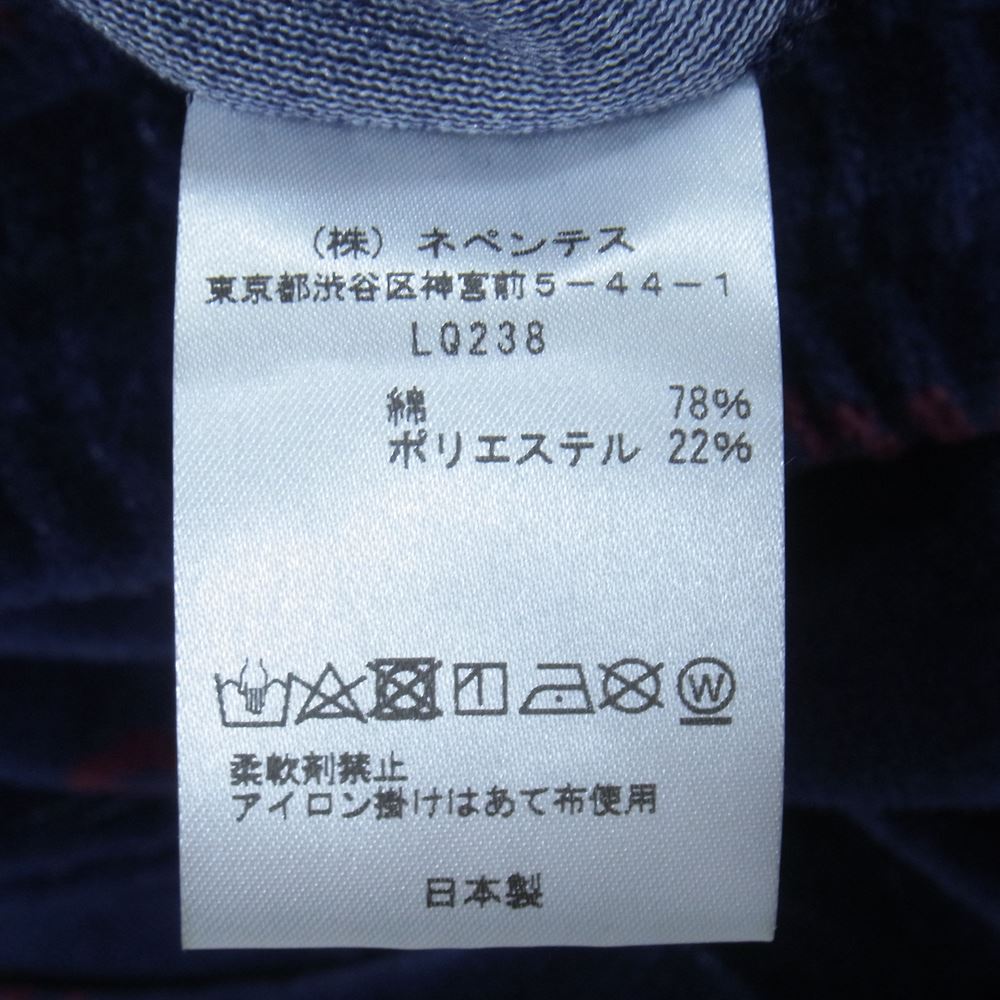 (株) ネペンテス
東京都渋谷区神宮前5-44-1
LQ238
綿 78%
ポリエステル 22%
W
柔軟剤禁止
アイロン掛けはあて布使用
日本製